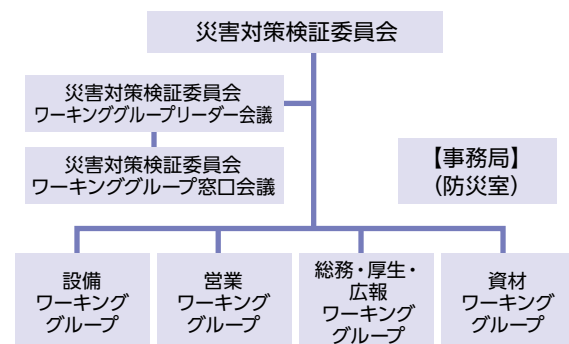 災害対策検証委員会
災害対策検証委員会
ワーキンググループリーダー会議
災害対策検証委員会
ワーキンググループ窓口会議
【事務局】
(防災室)
設備
ワーキング
グループ
営業
ワーキング
グループ
総務・厚生・
広報
ワーキング
グループ
資材
ワーキング
グループ